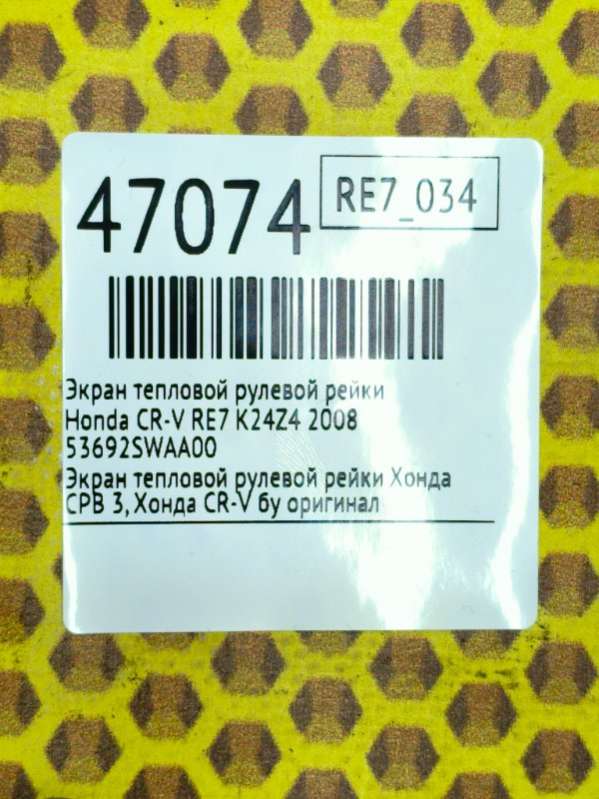 47074
RE7_034
Экран тепловой рулевой рейки
Honda CR-V RE7 K24Z4 2008
53692SWAA00
Экран тепловой рулевой рейки Хонда
СРВ 3, Хонда CR-V бу оригинал